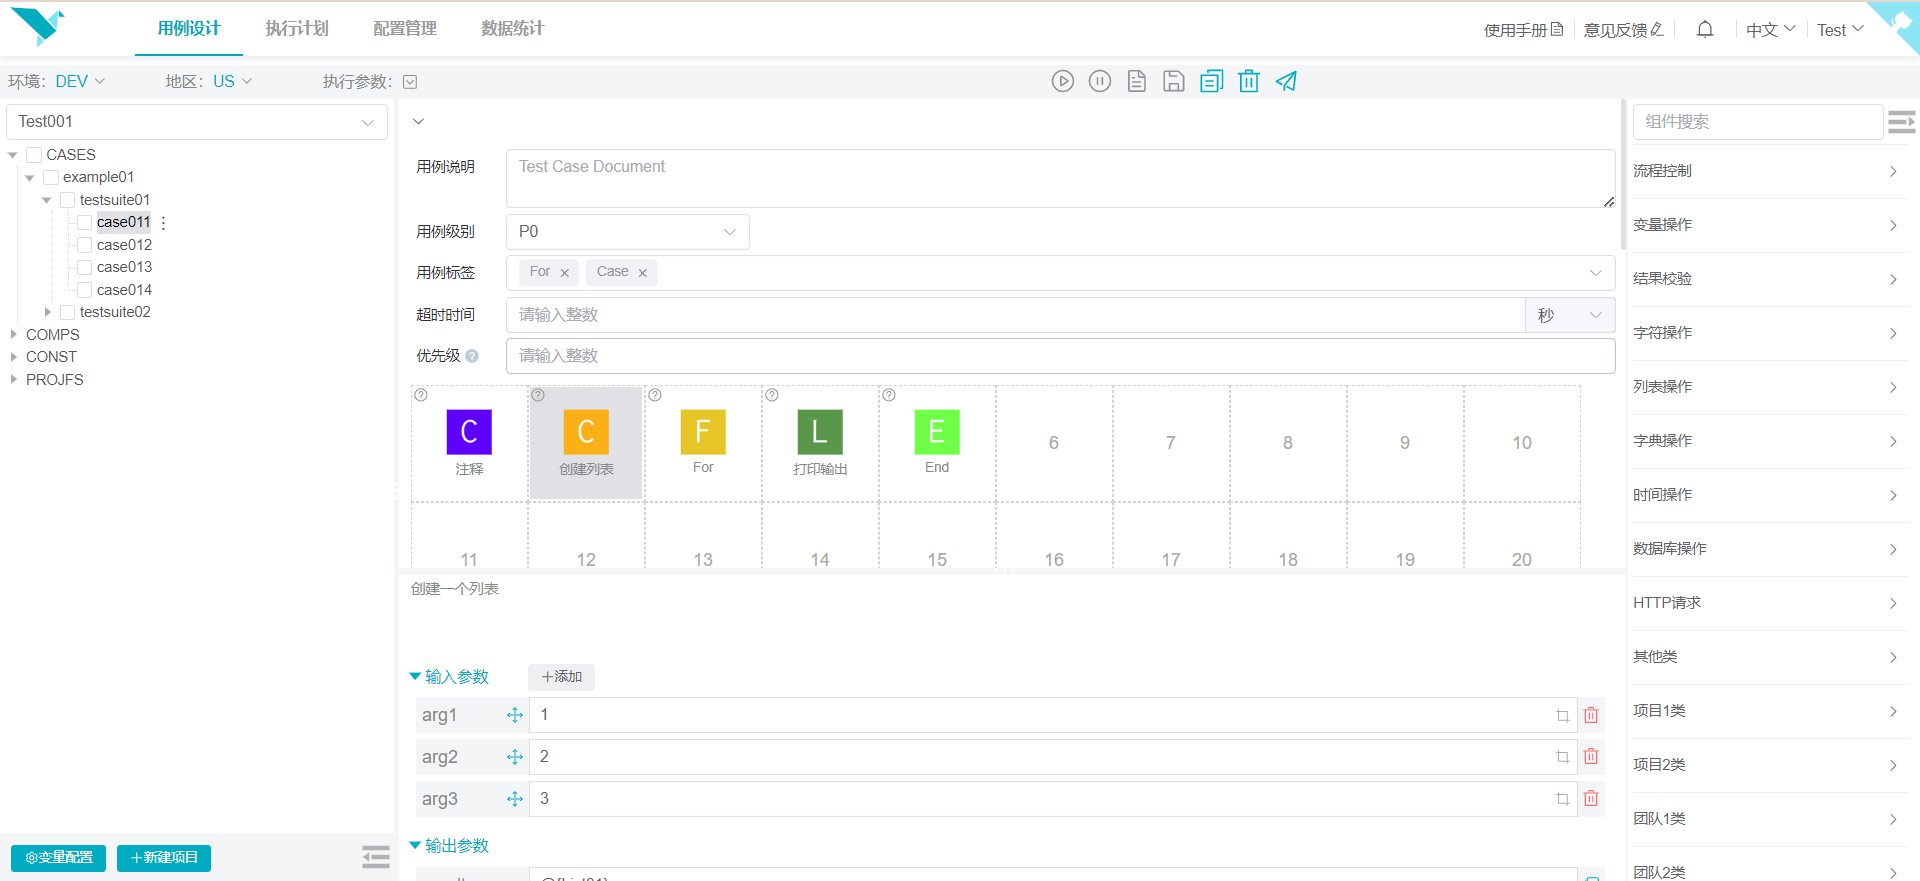 用例设计
执行计划
配置管理
数据统计
使用手册
意见反馈
中文
Test
环境: DEV
地区: US
执行参数:
Test001
CASES
example01
testsuite01
case011
case012
case013
case014
testsuite02
COMPS
CONST
PROJFS
变量配置
+新建项目
用例说明
Test Case Document
用例级别
P0
用例标签
For ×
Case ×
超时时间
请输入整数
秒
优先级 ?
请输入整数
? C 注释
? C 创建列表
? F For
? L 打印输出
? E End
6
7
8
9
10
11
12
13
14
15
16
17
18
19
20
创建一个列表
输入参数
+添加
arg1
1
arg2
2
arg3
3
输出参数
组件搜索
流程控制
变量操作
结果校验
字符操作
列表操作
字典操作
时间操作
数据库操作
HTTP请求
其他类
项目1类
项目2类
团队1类
团队2类